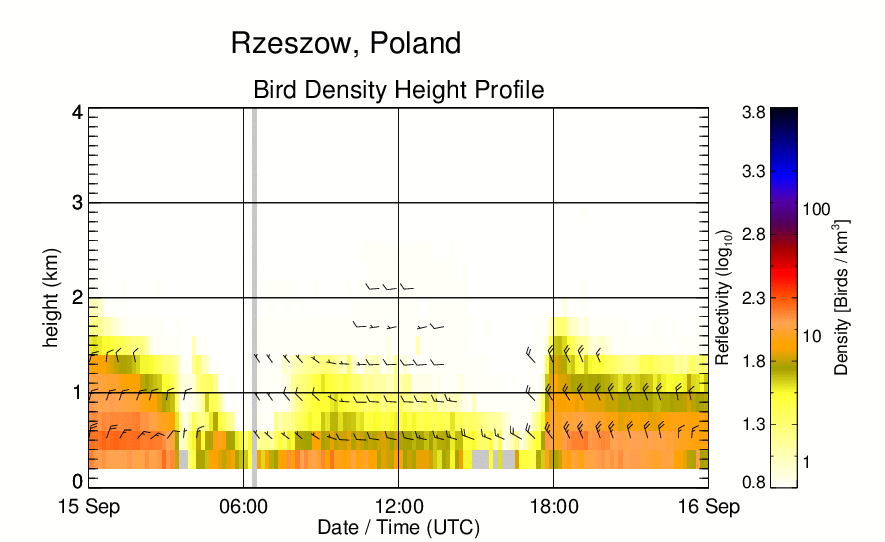 Rzeszow, Poland
Bird Density Height Profile
height (km)
4
3
2
1
0
15 Sep
06:00
12:00
18:00
16 Sep
Date / Time (UTC)
Reflectivity (log10)
3.8
3.3
2.8
2.3
1.8
1.3
0.8
100
10
1
Density [Birds / km³]